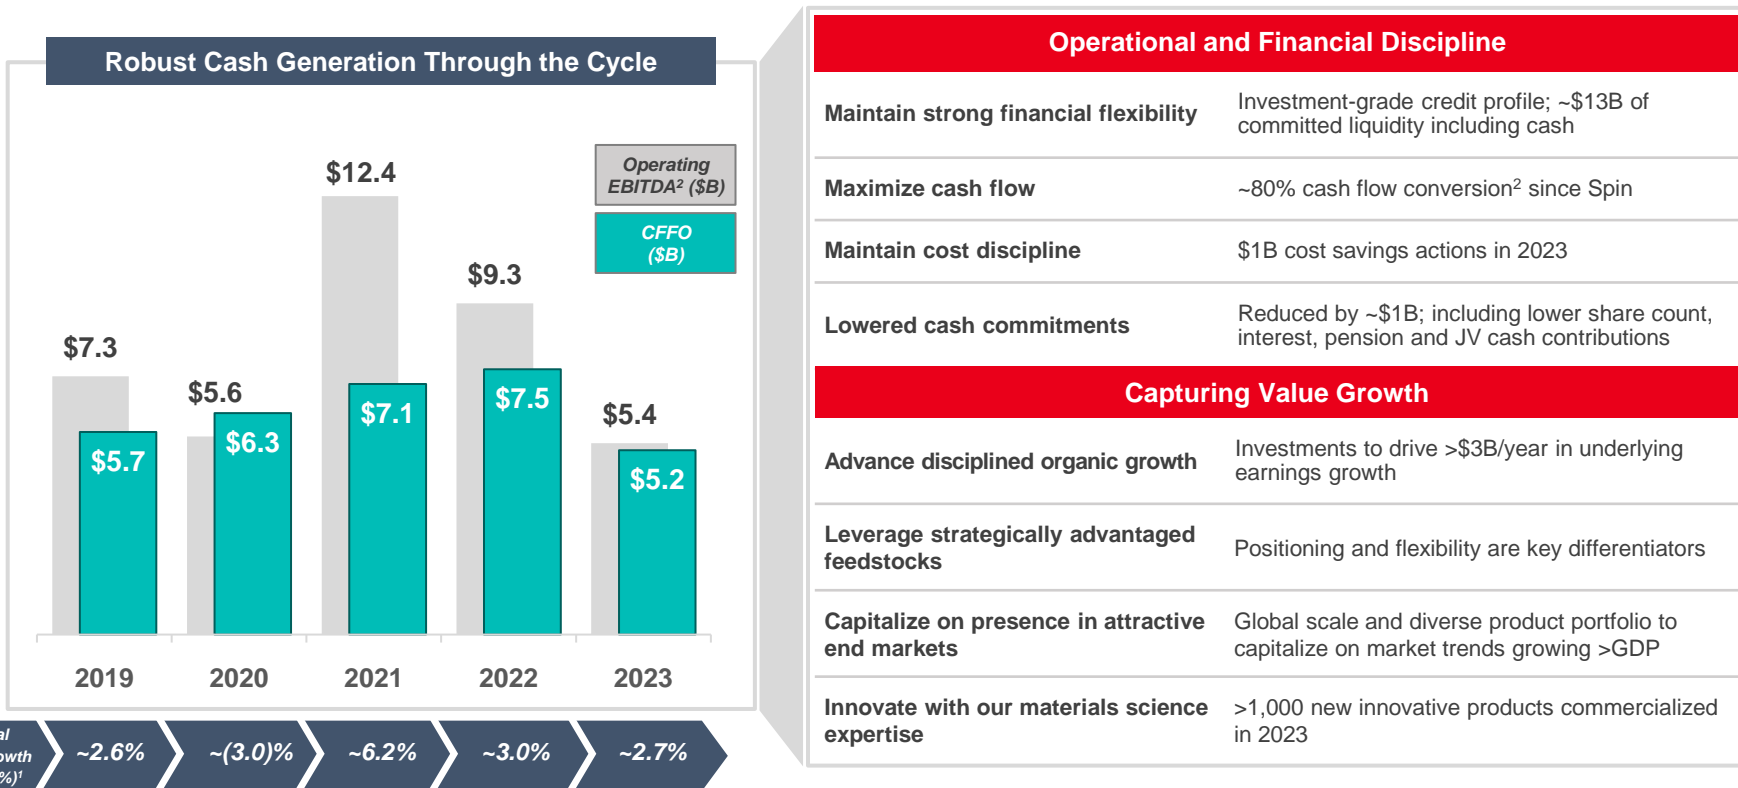 Robust Cash Generation Through the Cycle
Operating
EBITDA² ($B)
CFFO
($B)
$7.3
$5.7
$5.6
$6.3
$12.4
$7.1
$9.3
$7.5
$5.4
$5.2
2019
2020
2021
2022
2023
%)¹
~2.6%
~(3.0)%
~6.2%
~3.0%
~2.7%
Operational and Financial Discipline
Maintain strong financial flexibility
Investment-grade credit profile; ~$13B of
committed liquidity including cash
Maximize cash flow
~80% cash flow conversion² since Spin
Maintain cost discipline
$1B cost savings actions in 2023
Lowered cash commitments
Reduced by ~$1B; including lower share count,
interest, pension and JV cash contributions
Capturing Value Growth
Advance disciplined organic growth
Investments to drive >$3B/year in underlying
earnings growth
Leverage strategically advantaged
feedstocks
Positioning and flexibility are key differentiators
Capitalize on presence in attractive
end markets
Global scale and diverse product portfolio to
capitalize on market trends growing >GDP
Innovate with our materials science
expertise
>1,000 new innovative products commercialized
in 2023